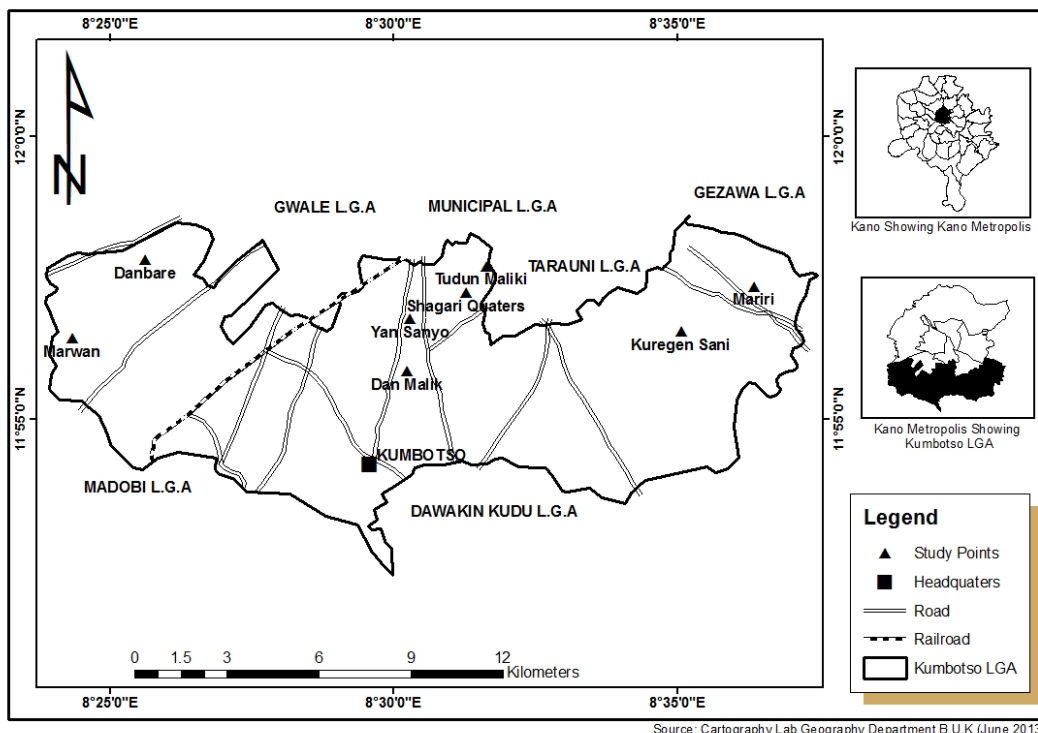 8°25'0"E 8°30'0"E 8°35'0"E
12°0'0"N
12°0'0"N
N
GWALE L.G.A
MUNICIPAL L.G.A
GEZAWA L.G.A
TARAUNI L.G.A
Danbare
Tudun Maliki
Shagari Quaters
Mariri
Yan Sanyo
Kuregen Sani
Marwan
Dan Malik
11°55'0"N
11°55'0"N
KUMBOTSO
MADOBI L.G.A
DAWAKIN KUDU L.G.A
0 1.5 3 6 9 12
Kilometers
8°25'0"E 8°30'0"E 8°35'0"E
Kano Showing Kano Metropolis
Kano Metropolis Showing
Kumbotso LGA
Legend
Study Points
Headquaters
Road
Railroad
Kumbotso LGA
Source: Cartography Lab Geography Department B.U.K (June 2013